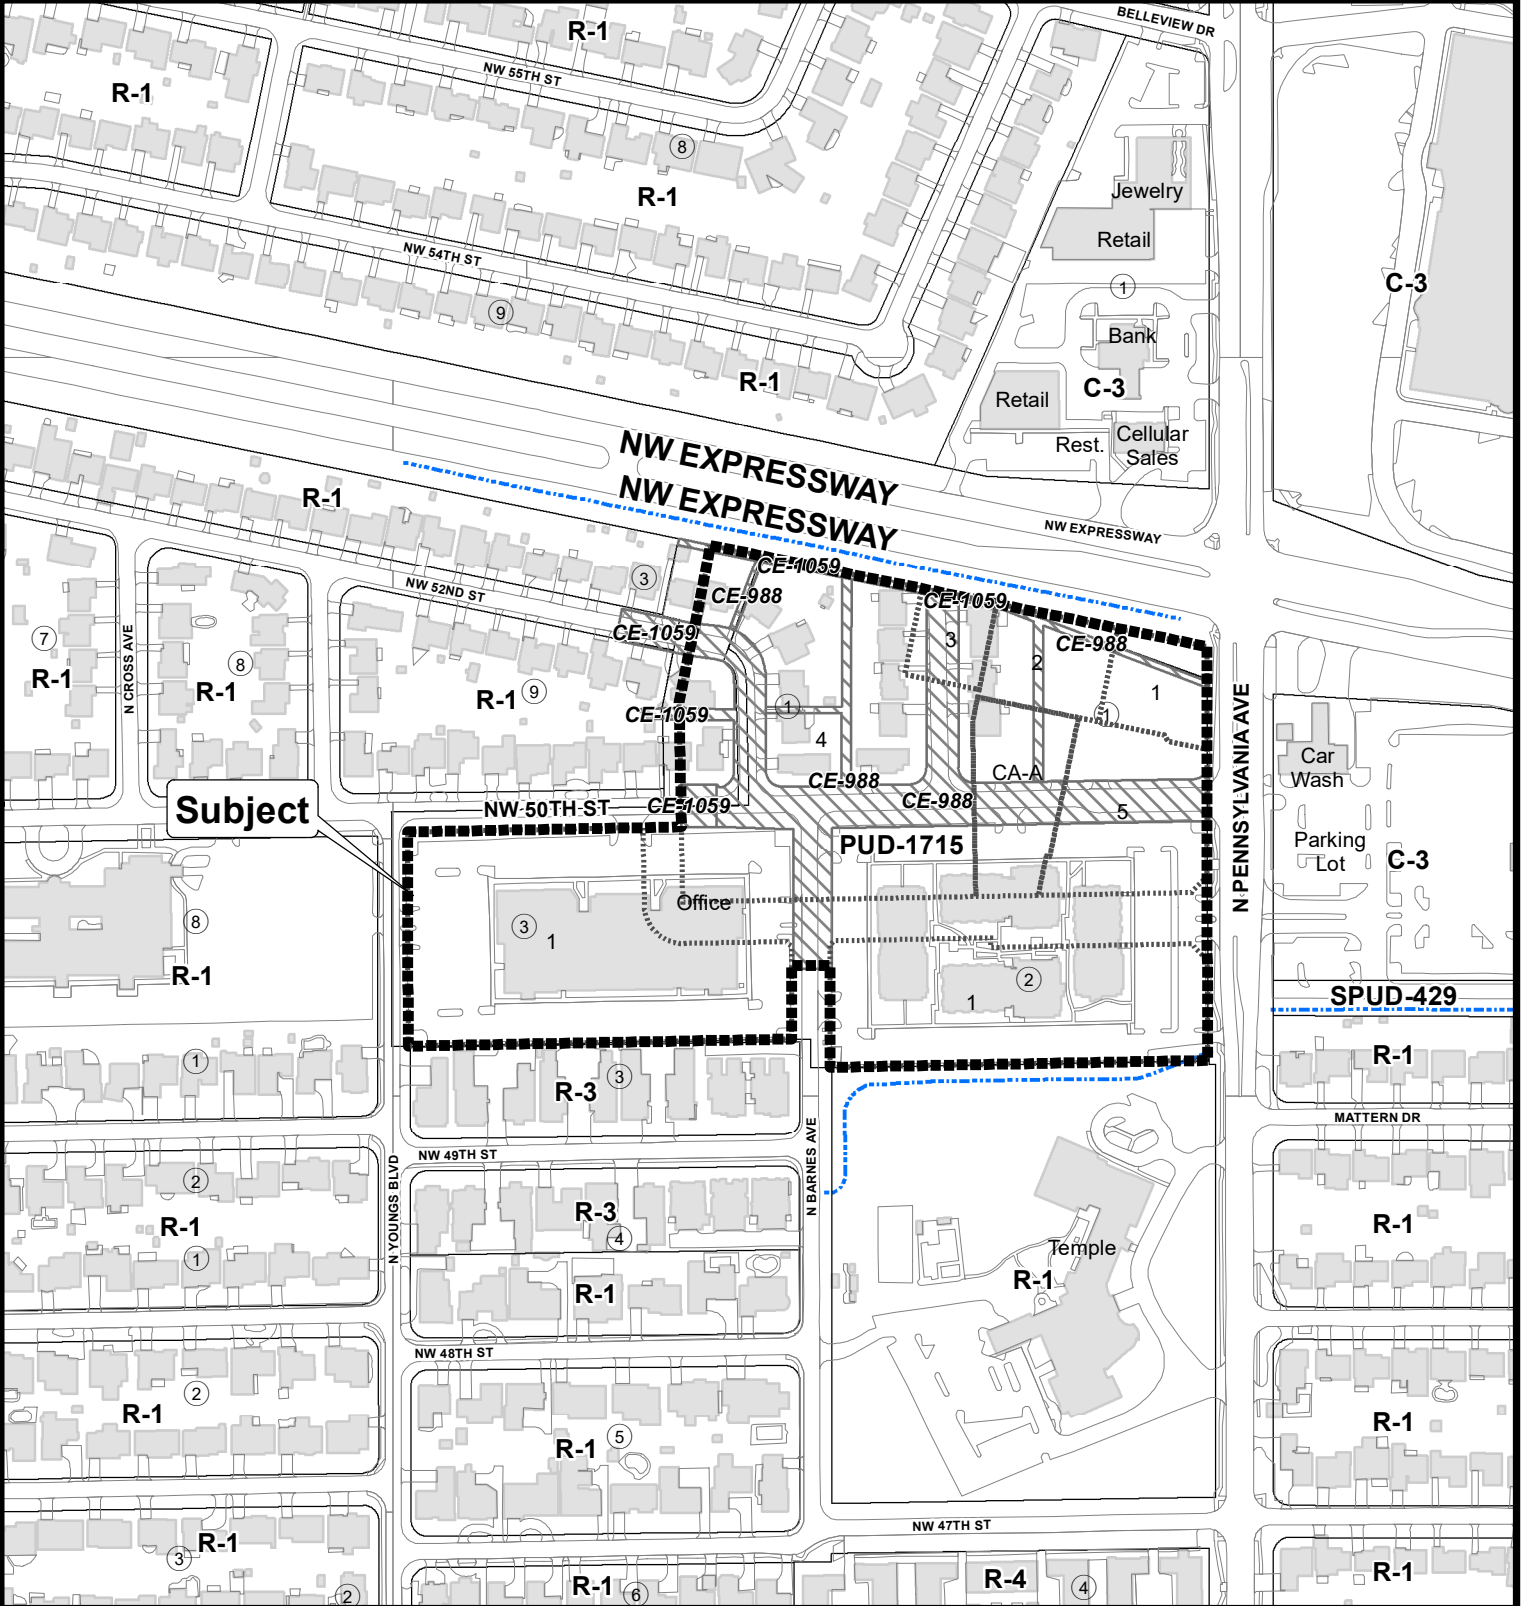 R-1
BELLEVIEW DR
NW 55TH ST
R-1
8
Jewelry
R-1
Retail
NW 54TH ST
C-3
1
9
Bank
R-1
C-3
Retail
Cellular
Sales
Rest.
NW EXPRESSWAY
NW EXPRESSWAY
R-1
NW EXPRESSWAY
CE-1059
3
NW 52ND ST
CE-988
CE-1059
7
N CROSS AVE
CE-1059
3
CE-988
8
2
R-1
R-1
R-1
9
1
N PENNSYLVANIA AVE
CE-1059
1
1
4
Car
Wash
CA-A
CE-988
Subject
NW 50TH ST
CE-1059
CE-988
5
PUD-1715
Parking
Lot
C-3
Office
8
3
1
R-1
2
1
SPUD-429
1
R-1
3
R-3
MATTERN DR
N BARNES AVE
NW 49TH ST
N YOUNGS BLVD
2
R-1
R-3
4
R-1
1
Temple
R-1
R-1
NW 48TH ST
2
R-1
R-1
5
R-1
NW 47TH ST
R-1
3
R-1
6
2
R-4
4
R-1